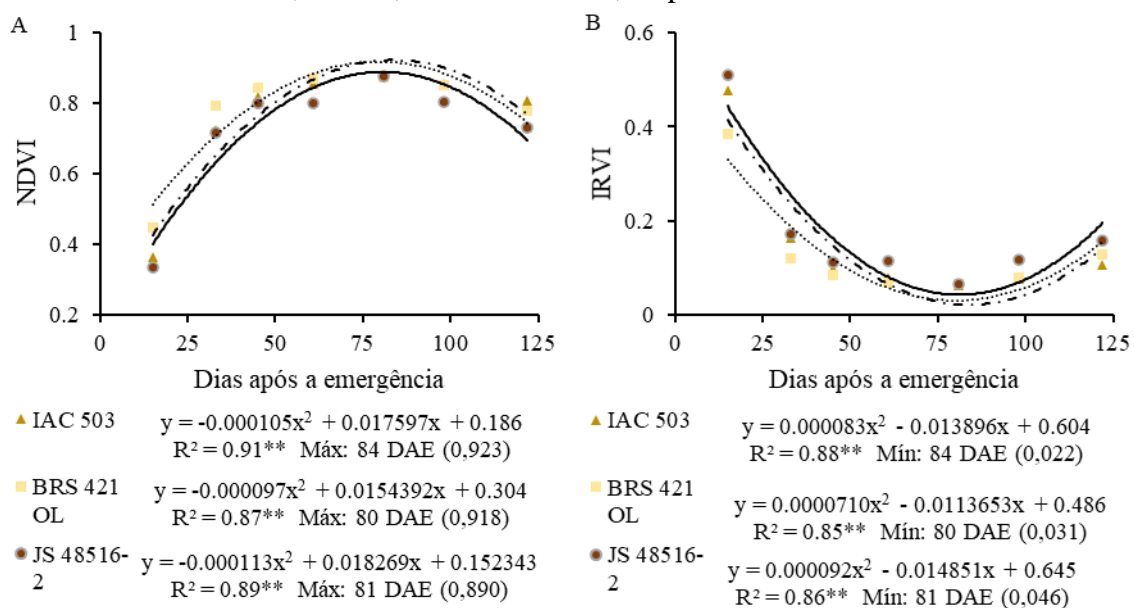 A
NDVI
1
0.8
0.6
0.4
0.2
0 25 50 75 100 125
Dias após a emergência
▲ IAC 503 y = -0.000105x² + 0.017597x + 0.186
R² = 0.91** Máx: 84 DAE (0,923)
BRS 421 y = -0.000097x² + 0.0154392x + 0.304
OL R² = 0.87** Máx: 80 DAE (0,918)
JS 48516- y = -0.000113x² + 0.018269x + 0.152343
2 R² = 0.89** Máx: 81 DAE (0,890)
B
IRVI
0.6
0.4
0.2
0
0 25 50 75 100 125
Dias após a emergência
▲ IAC 503 y = 0.000083x² - 0.013896x + 0.604
R² = 0.88** Mín: 84 DAE (0,022)
BRS 421 y = 0.0000710x² - 0.0113653x + 0.486
OL R² = 0.85** Mín: 80 DAE (0,031)
JS 48516- y = 0.000092x² - 0.014851x + 0.645
2 R² = 0.86** Mín: 81 DAE (0,046)